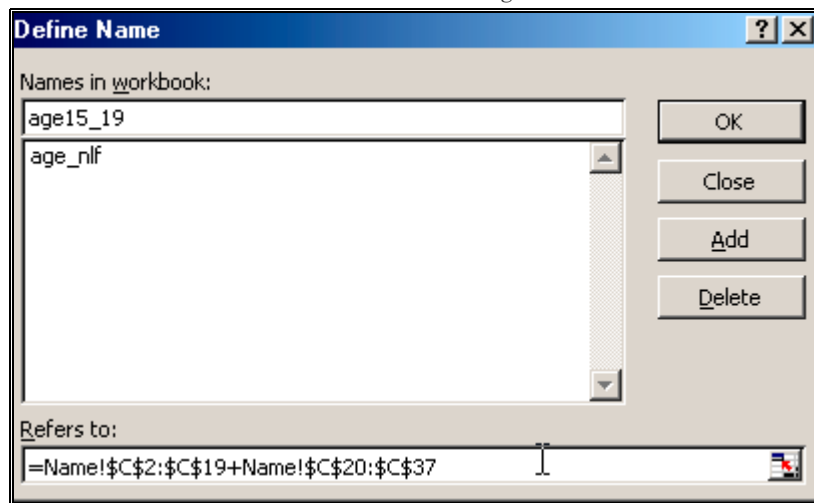 Define Name
Names in workbook:
age15_19
OK
age_nlf
Close
Add
Delete
Refers to:
=Name!$C$2:$C$19+Name!$C$20:$C$37